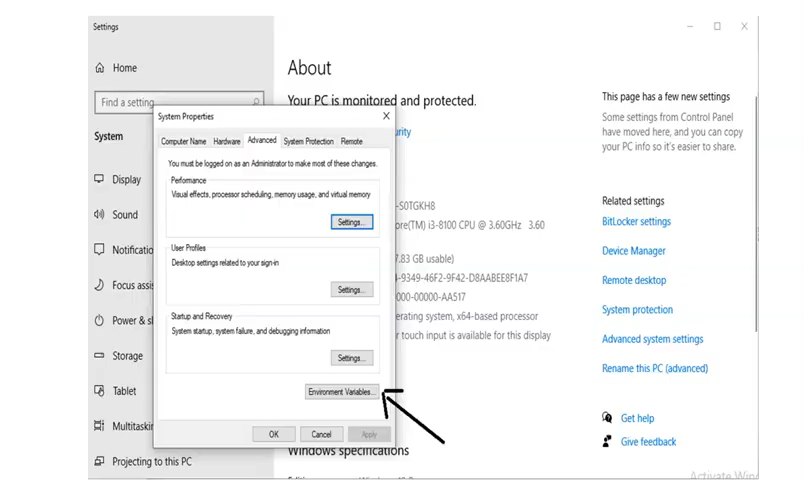 Settings
Home
Find a setting
System
Display
Sound
Notificatio
Focus assis
Power & sl
Storage
Tablet
Multitaskin
Projecting to this PC
System Properties
Computer Name Hardware Advanced System Protection Remote
You must be logged on as an Administrator to make most of these changes.
Performance
Visual effects, processor scheduling, memory usage, and virtual memory
Settings...
User Profiles
Desktop settings related to your sign-in
Settings...
Startup and Recovery
System startup, system failure, and debugging information
Settings...
Environment Variables...
OK Cancel Apply
About
Your PC is monitored and protected.
urity
-S0TGKH8
ore(TM) i3-8100 CPU @ 3.60GHz 3.60
7.83 GB usable)
4-9349-46F2-9F42-D8AABEE8F1A7
000-00000-AA517
erating system, x64-based processor
r touch input is available for this display
Windows specifications
This page has a few new settings
Some settings from Control Panel
have moved here, and you can copy
your PC info so it's easier to share.
Related settings
BitLocker settings
Device Manager
Remote desktop
System protection
Advanced system settings
Rename this PC (advanced)
Get help
Give feedback
Activate Win